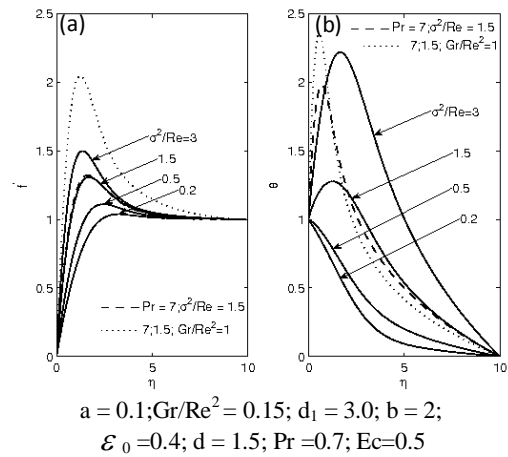 (a)
2.5
2
1.5
1
0.5
0
0 5 10
f'
η
σ²/Re=3
1.5
0.5
0.2
Pr = 7;σ²/Re = 1.5
7;1.5; Gr/Re²=1
(b)
Pr = 7;σ²/Re = 1.5
7;1.5; Gr/Re²=1
2.5
2
1.5
1
0.5
0
0 5 10
θ
η
σ²/Re=3
1.5
0.5
0.2
a = 0.1;Gr/Re² = 0.15; d₁ = 3.0; b = 2;
ε ₀ =0.4; d = 1.5; Pr =0.7; Ec=0.5